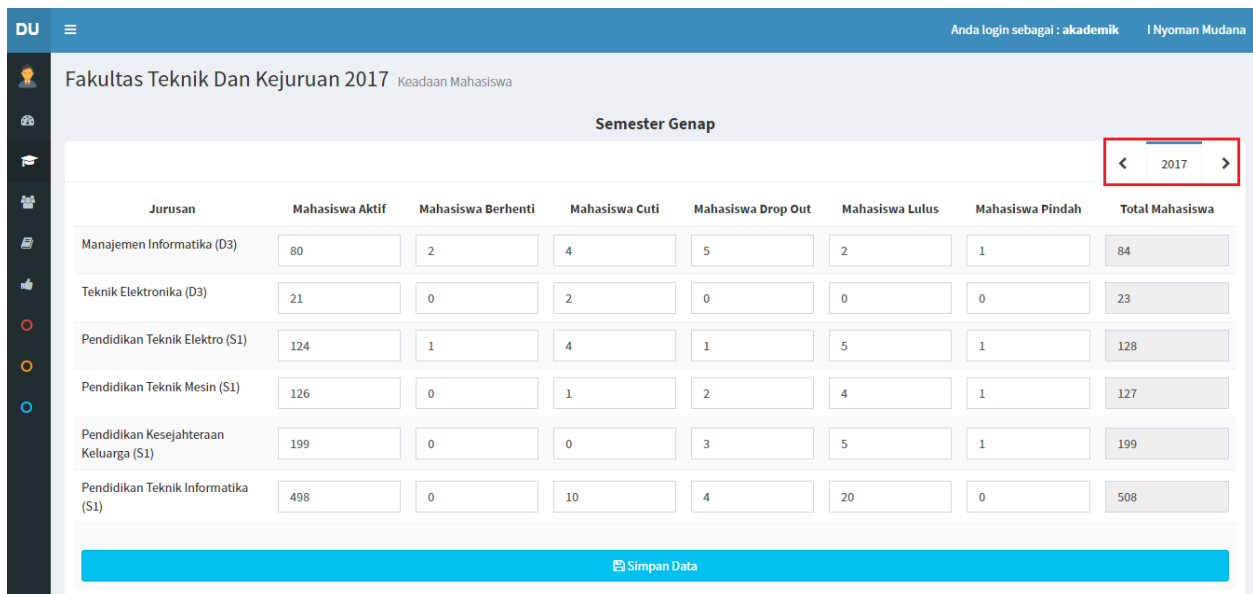 DU Anda login sebagai : akademik I Nyoman Mudana
Fakultas Teknik Dan Kejuruan 2017 Keadaan Mahasiswa
Semester Genap
2017
Jurusan Mahasiswa Aktif Mahasiswa Berhenti Mahasiswa Cuti Mahasiswa Drop Out Mahasiswa Lulus Mahasiswa Pindah Total Mahasiswa
Manajemen Informatika (D3) 80 2 4 5 2 1 84
Teknik Elektronika (D3) 21 0 2 0 0 0 23
Pendidikan Teknik Elektro (S1) 124 1 4 1 5 1 128
Pendidikan Teknik Mesin (S1) 126 0 1 2 4 1 127
Pendidikan Kesejahteraan
Keluarga (S1) 199 0 0 3 5 1 199
Pendidikan Teknik Informatika
(S1) 498 0 10 4 20 0 508
Simpan Data